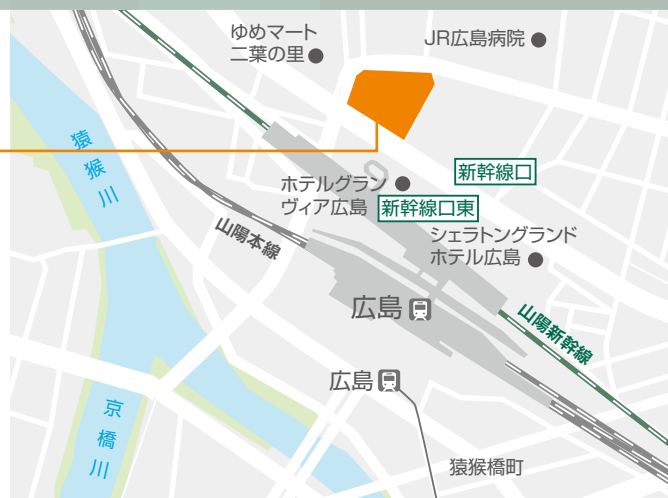 ゆめマート
二葉の里
JR広島病院
猿
猴
川
新幹線口
ホテルグラン
ヴィア広島
新幹線口東
山陽本線
シェラトングランド
ホテル広島
広島
山陽新幹線
広島
京
橋
川
猿猴橋町